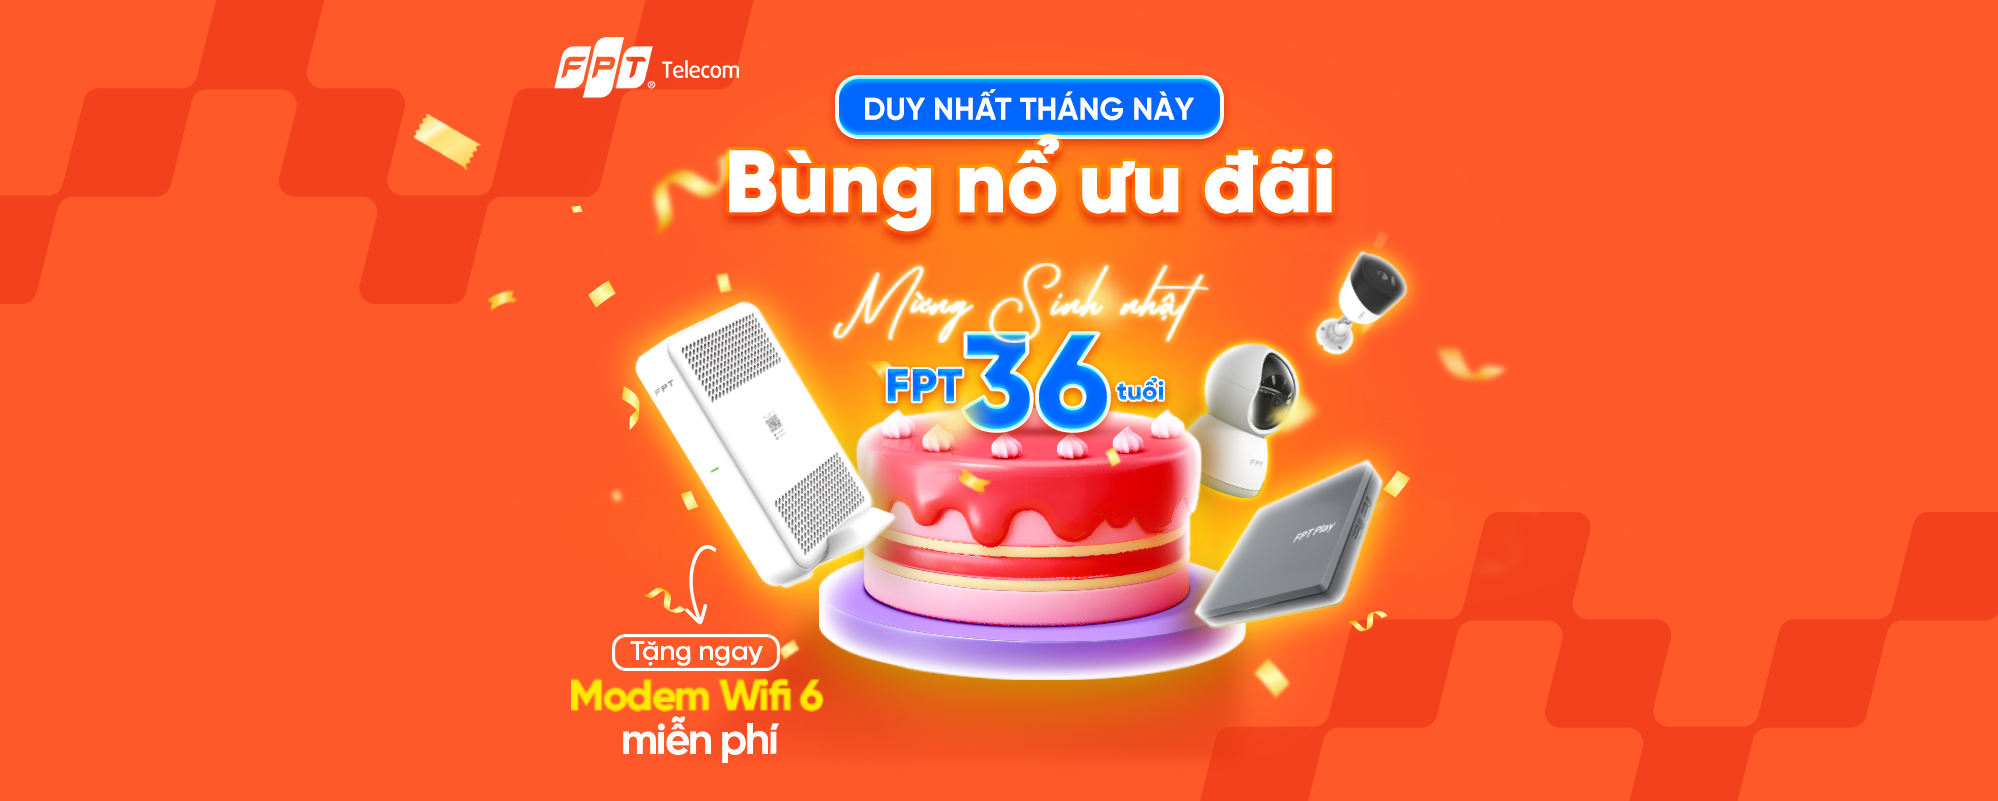 FPT Telecom
DUY NHẤT THÁNG NÀY
Bùng nổ ưu đãi
Mừng Sinh nhật
FPT 36 tuổi
FPT
FPT
FPT Play
Tặng ngay
Modem Wifi 6
miễn phí